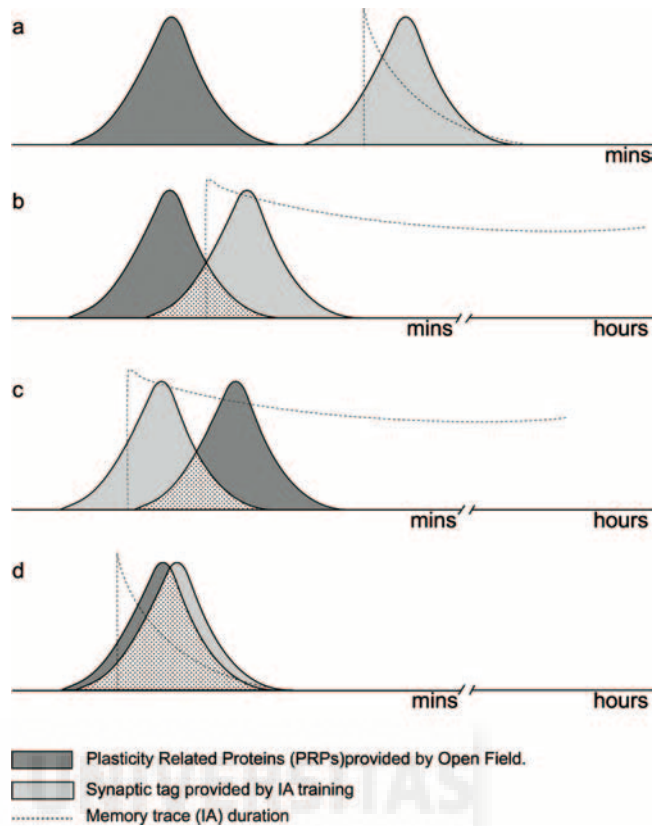 a
mins
b
mins
hours
c
mins
hours
d
mins
hours
Plasticity Related Proteins (PRPs)provided by Open Field.
Synaptic tag provided by IA training
Memory trace (IA) duration
UNIVERSITAS